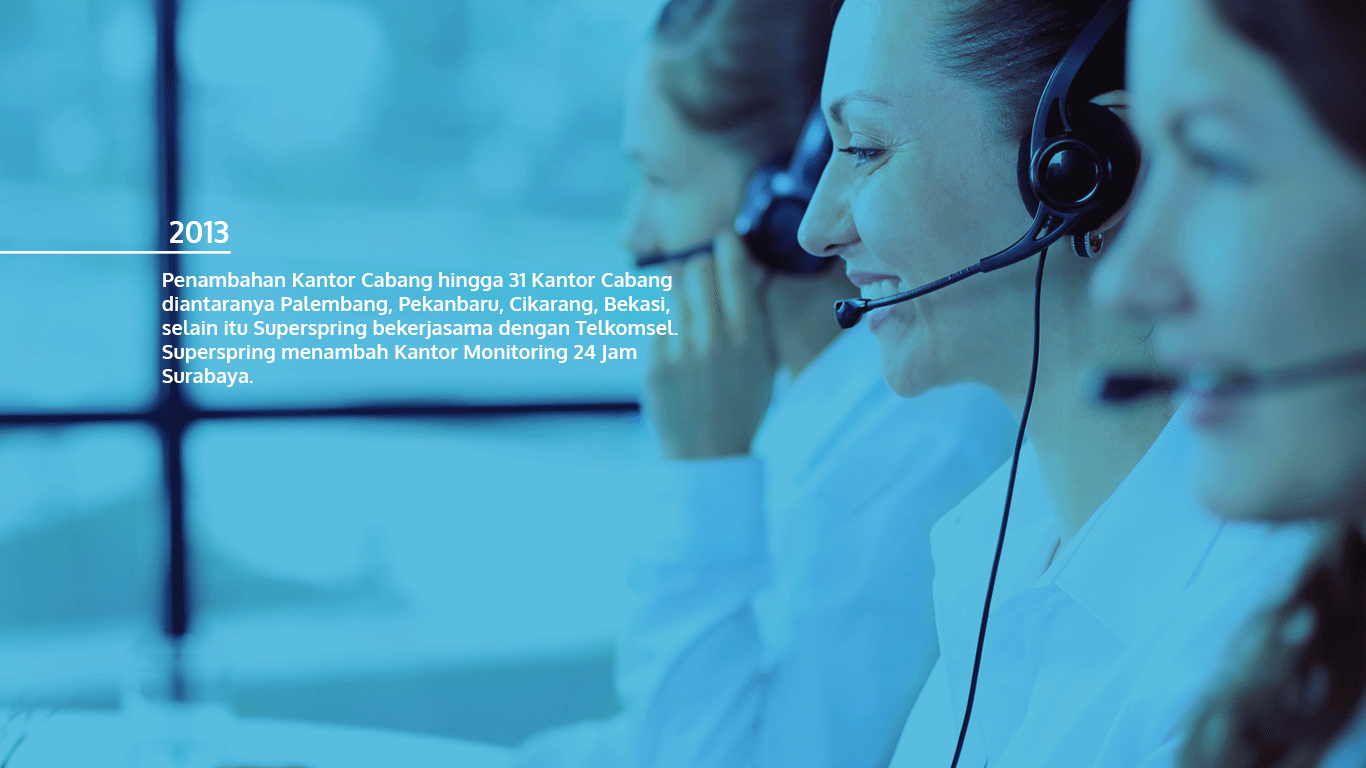 2013
Penambahan Kantor Cabang hingga 31 Kantor Cabang
diantaranya Palembang, Pekanbaru, Cikarang, Bekasi,
selain itu Superspring bekerjasama dengan Telkomsel.
Superspring menambah Kantor Monitoring 24 Jam
Surabaya.